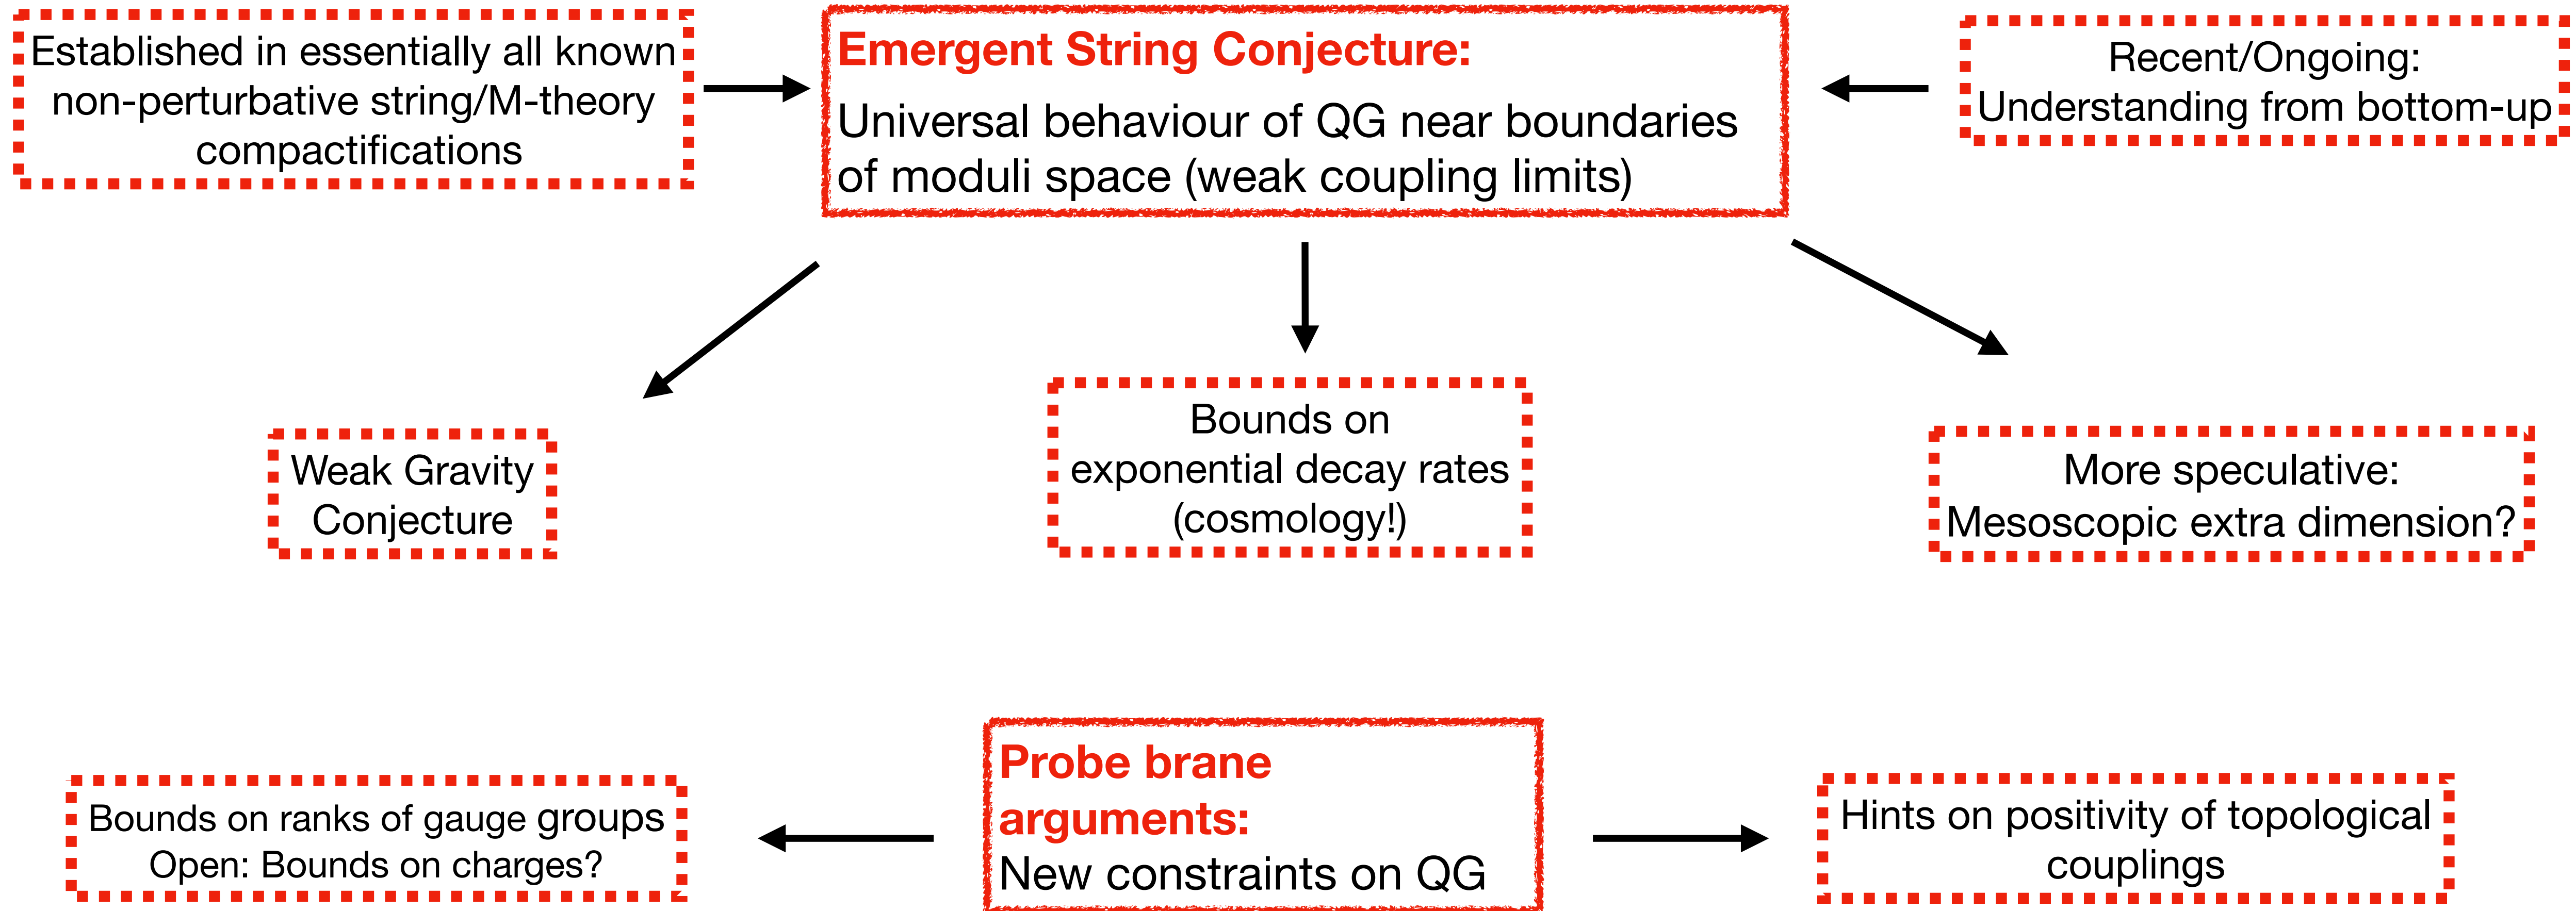 Established in essentially all known
non-perturbative string/M-theory
compactifications
Emergent String Conjecture:
Universal behaviour of QG near boundaries
of moduli space (weak coupling limits)
Recent/Ongoing:
Understanding from bottom-up
Weak Gravity
Conjecture
Bounds on
exponential decay rates
(cosmology!)
More speculative:
Mesoscopic extra dimension?
Bounds on ranks of gauge groups
Open: Bounds on charges?
Probe brane
arguments:
New constraints on QG
Hints on positivity of topological
couplings